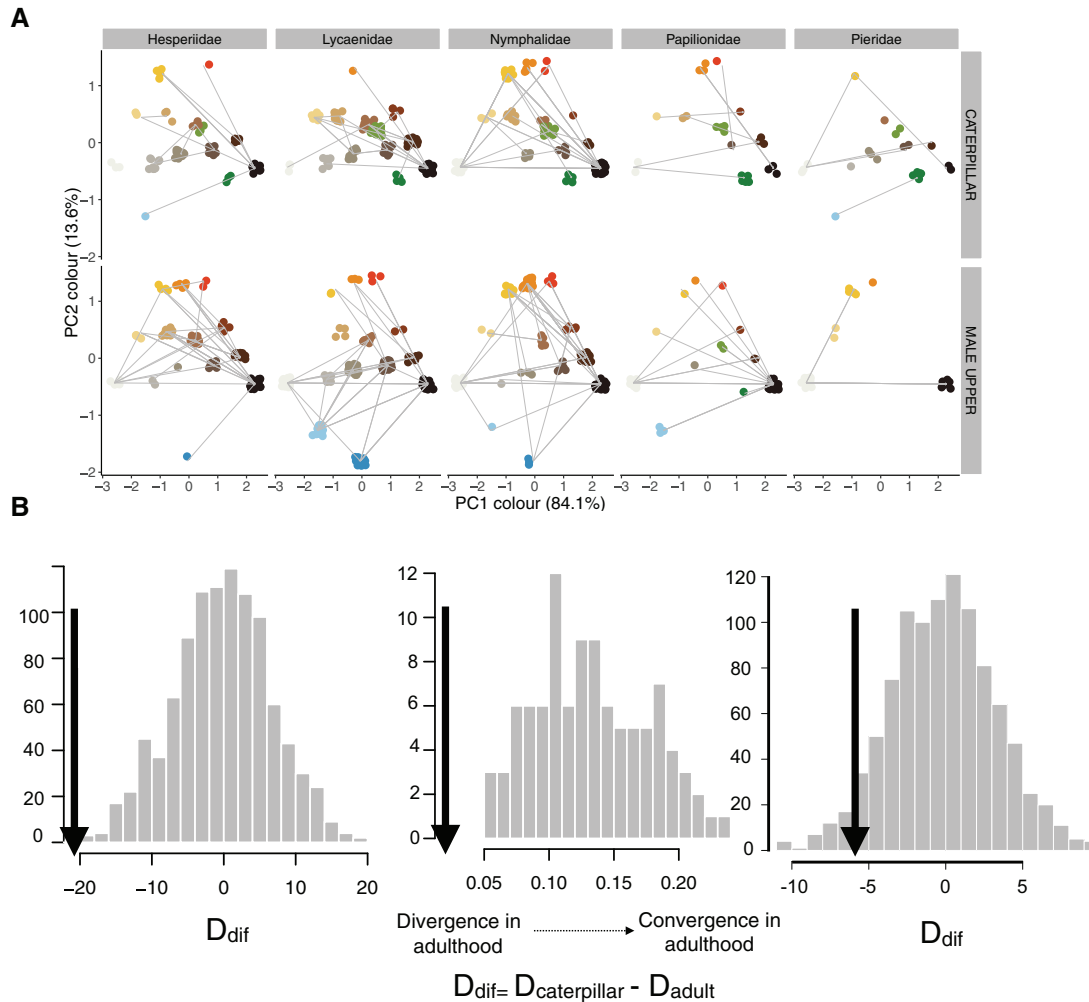 A
Hesperiidae Lycaenidae Nymphalidae Papilionidae Pieridae
1
0
−1
−2
CATERPILLAR
1
0
−1
−2
MALE UPPER
PC2 colour (13.6%)
−3 −2 −1 0 1 2 −3 −2 −1 0 1 2 −3 −2 −1 0 1 2 −3 −2 −1 0 1 2 −3 −2 −1 0 1 2
PC1 colour (84.1%)
B
100
80
60
40
20
0
−20 −10 0 10 20
Ddif
12
10
8
6
4
2
0
0.05 0.10 0.15 0.20
Divergence in adulthood
Convergence in adulthood
120
100
80
60
40
20
0
-10 -5 0 5
Ddif
Ddif= Dcaterpillar - Dadult